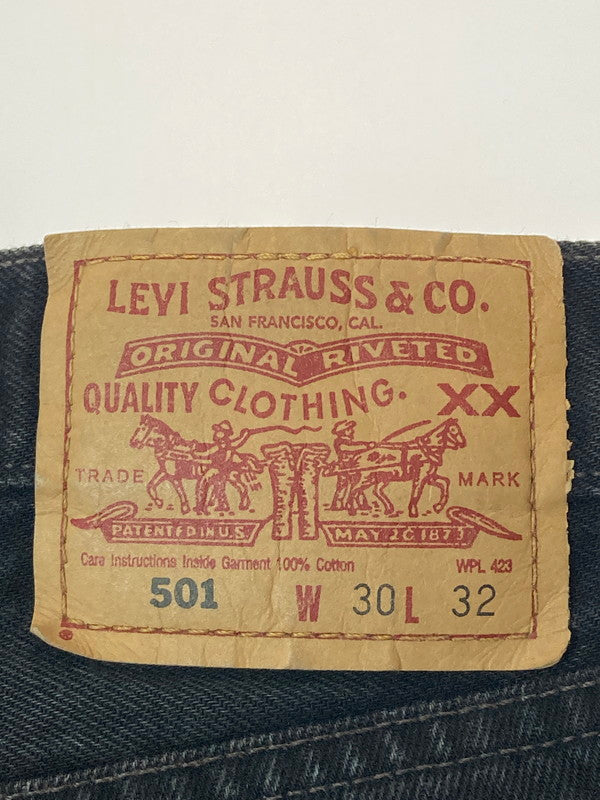 LEVI STRAUSS & CO.
SAN FRANCISCO, CAL.
ORIGINAL RIVETED
QUALITY CLOTHING. XX
TRADE MARK
PATENTED IN U.S. MAY 20 1873
Care Instructions Inside Garment 100% Cotton WPL 423
501 W 30 L 32
®